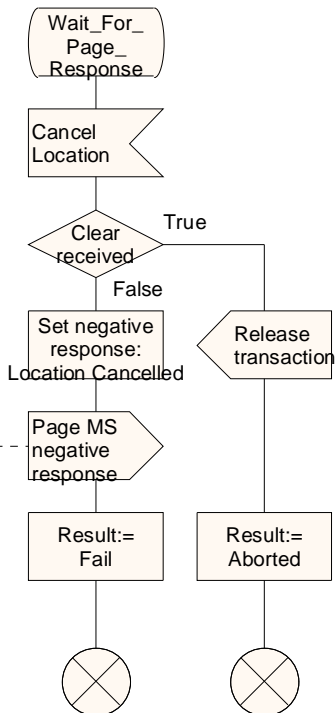 Wait_For_
Page_
Response
Cancel
Location
Clear
received
True
False
Set negative
response:
Location Cancelled
Release
transaction
Page MS
negative
response
Result:=
Fail
Result:=
Aborted